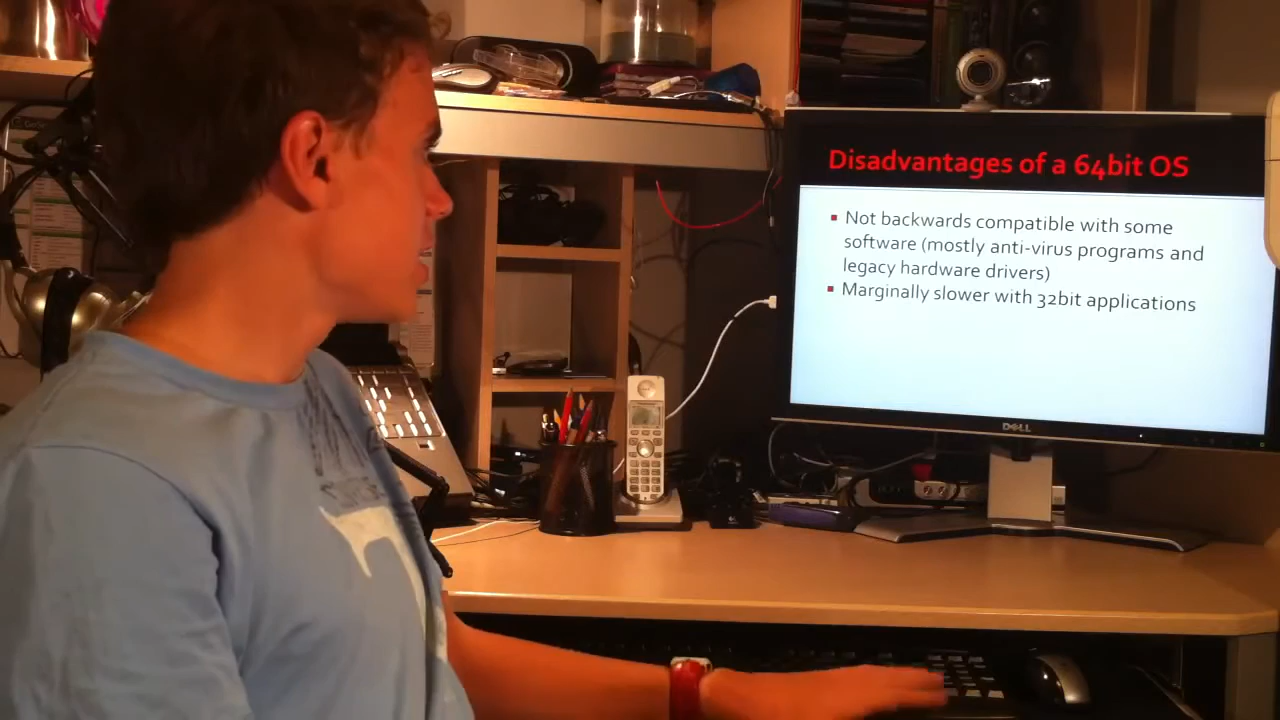 Disadvantages of a 64bit OS
Not backwards compatible with some
software (mostly anti-virus programs and
legacy hardware drivers)
Marginally slower with 32bit applications
DELL